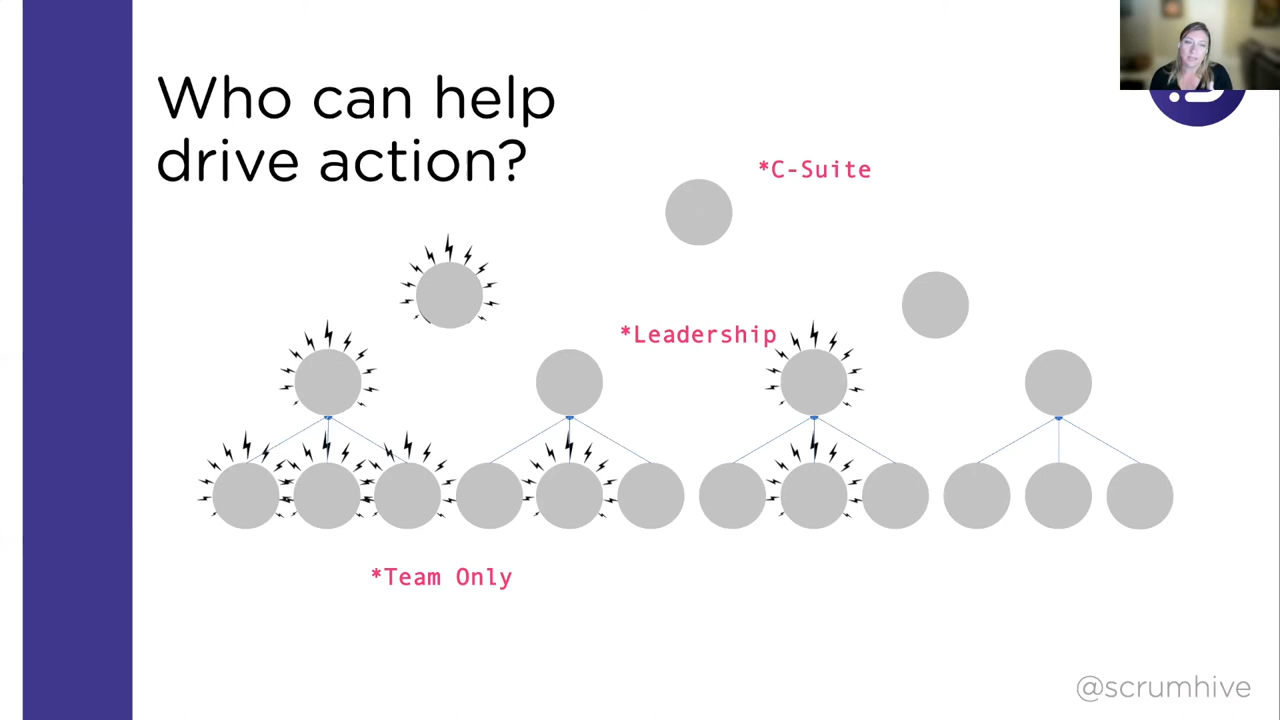 Who can help
drive action?
*C-Suite
*Leadership
*Team Only
@scrumhive